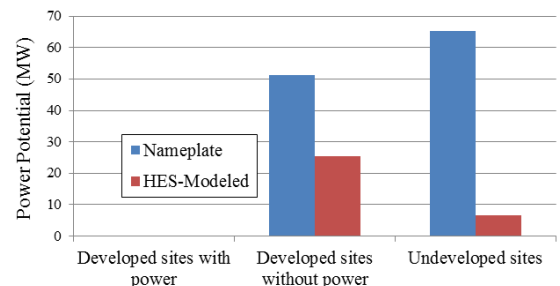 Power Potential (MW)
70
60
50
40
30
20
10
0
Nameplate
HES-Modeled
Developed sites with
power
Developed sites
without power
Undeveloped sites